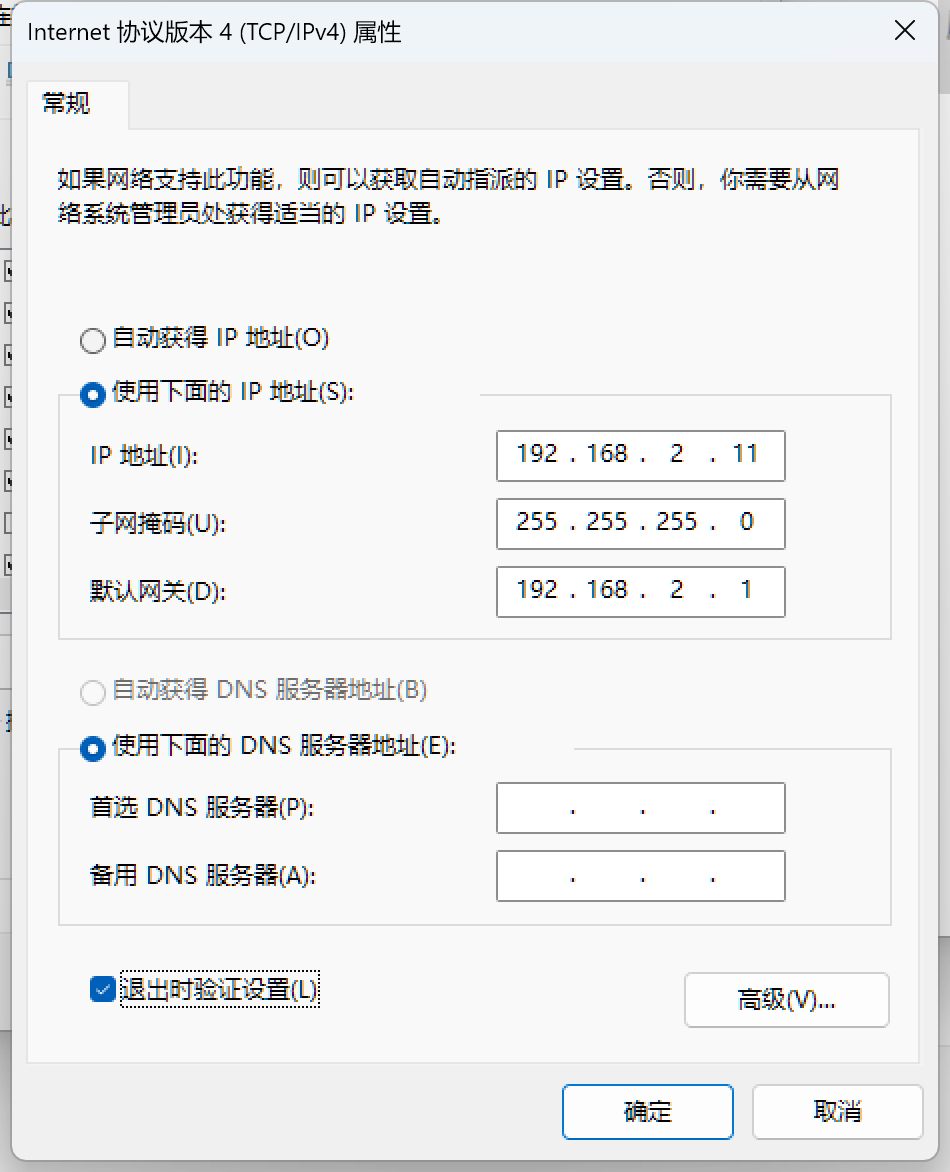 Internet 协议版本 4 (TCP/IPv4) 属性
常规
如果网络支持此功能，则可以获取自动指派的 IP 设置。否则，你需要从网
络系统管理员处获得适当的 IP 设置。
自动获得 IP 地址(O)
使用下面的 IP 地址(S):
IP 地址(I): 192 . 168 . 2 . 11
子网掩码(U): 255 . 255 . 255 . 0
默认网关(D): 192 . 168 . 2 . 1
自动获得 DNS 服务器地址(B)
使用下面的 DNS 服务器地址(E):
首选 DNS 服务器(P): . . .
备用 DNS 服务器(A): . . .
退出时验证设置(L)
高级(V)...
确定
取消